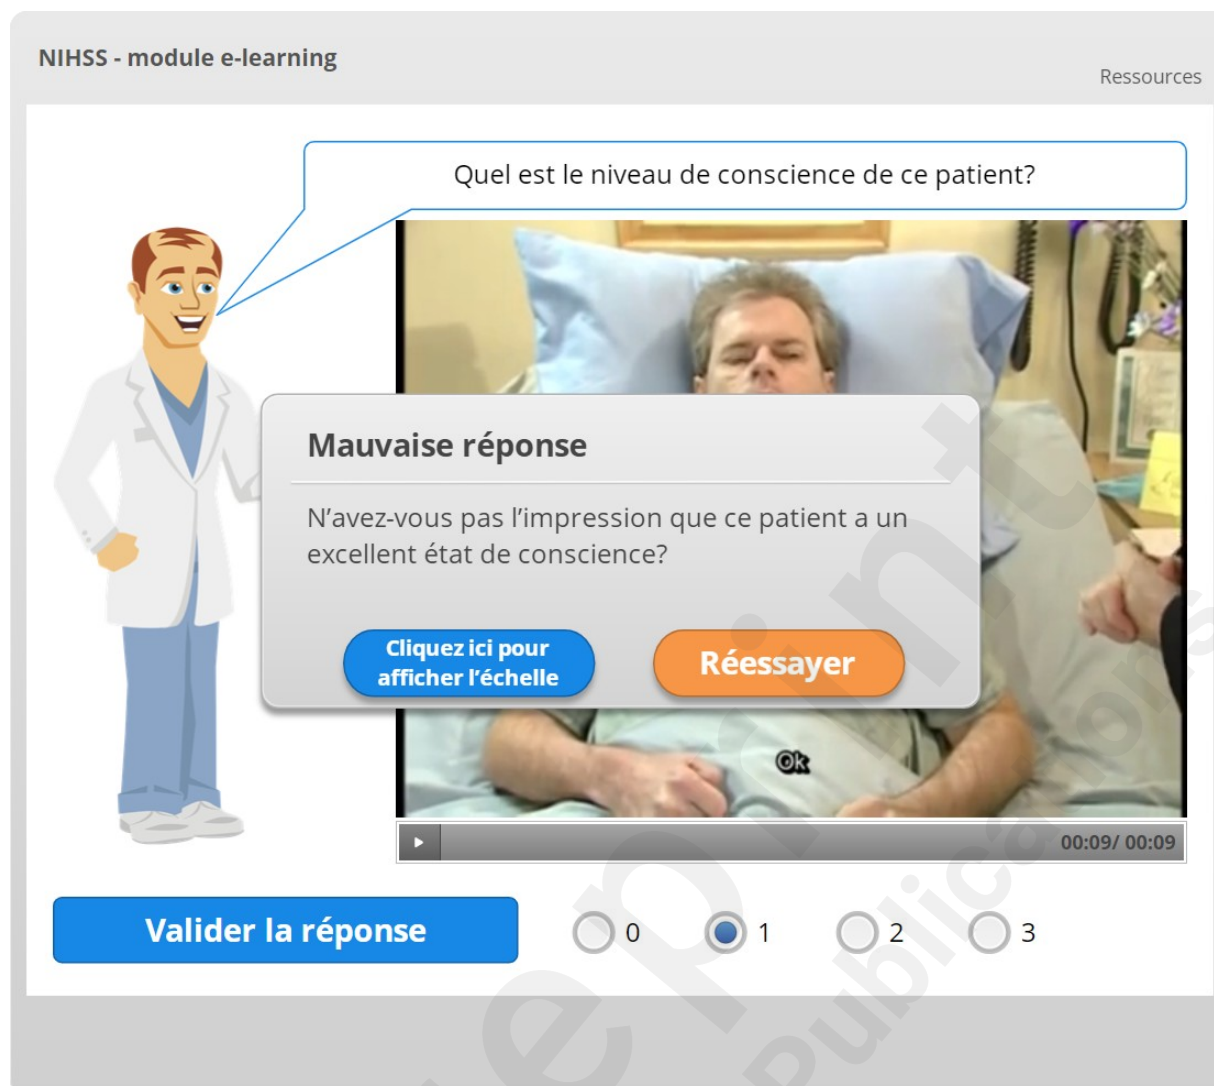 NIHSS - module e-learning
Ressources
Quel est le niveau de conscience de ce patient?
Mauvaise réponse
N’avez-vous pas l’impression que ce patient a un
excellent état de conscience?
Cliquez ici pour
afficher l’échelle
Réessayer
Ok
00:09/ 00:09
Valider la réponse
0
1
2
3